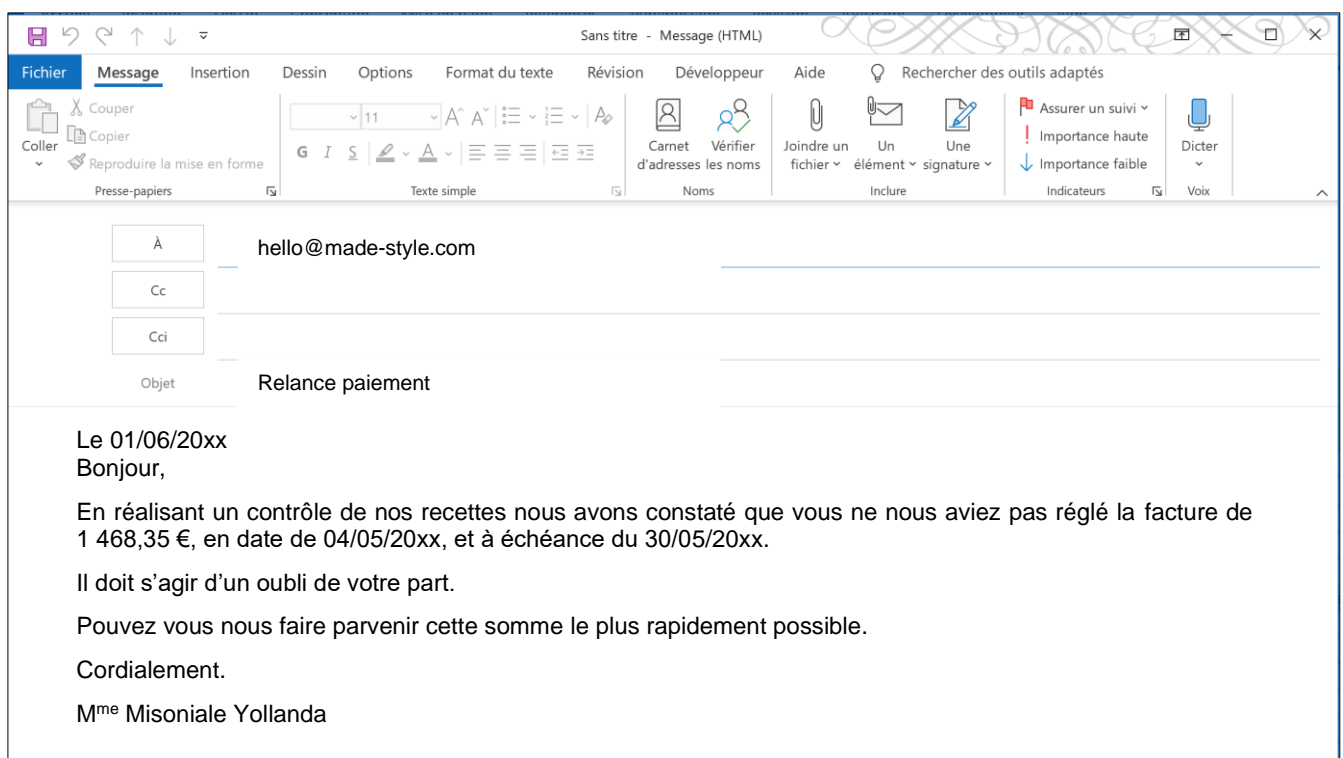 Sans titre - Message (HTML)
Fichier Message Insertion Dessin Options Format du texte Révision Développeur Aide Rechercher des outils adaptés
Coller
Couper
Copier
Reproduire la mise en forme
Presse-papiers
11
G I S A
Texte simple
Carnet d'adresses
Vérifier les noms
Noms
Joindre un fichier
Un élément
Une signature
Inclure
Assurer un suivi
Importance haute
Importance faible
Indicateurs
Dicter
Voix
À hello@made-style.com
Cc
Cci
Objet Relance paiement
Le 01/06/20xx
Bonjour,
En réalisant un contrôle de nos recettes nous avons constaté que vous ne nous aviez pas réglé la facture de
1 468,35 €, en date de 04/05/20xx, et à échéance du 30/05/20xx.
Il doit s’agir d’un oubli de votre part.
Pouvez vous nous faire parvenir cette somme le plus rapidement possible.
Cordialement.
Mme Misoniale Yollanda